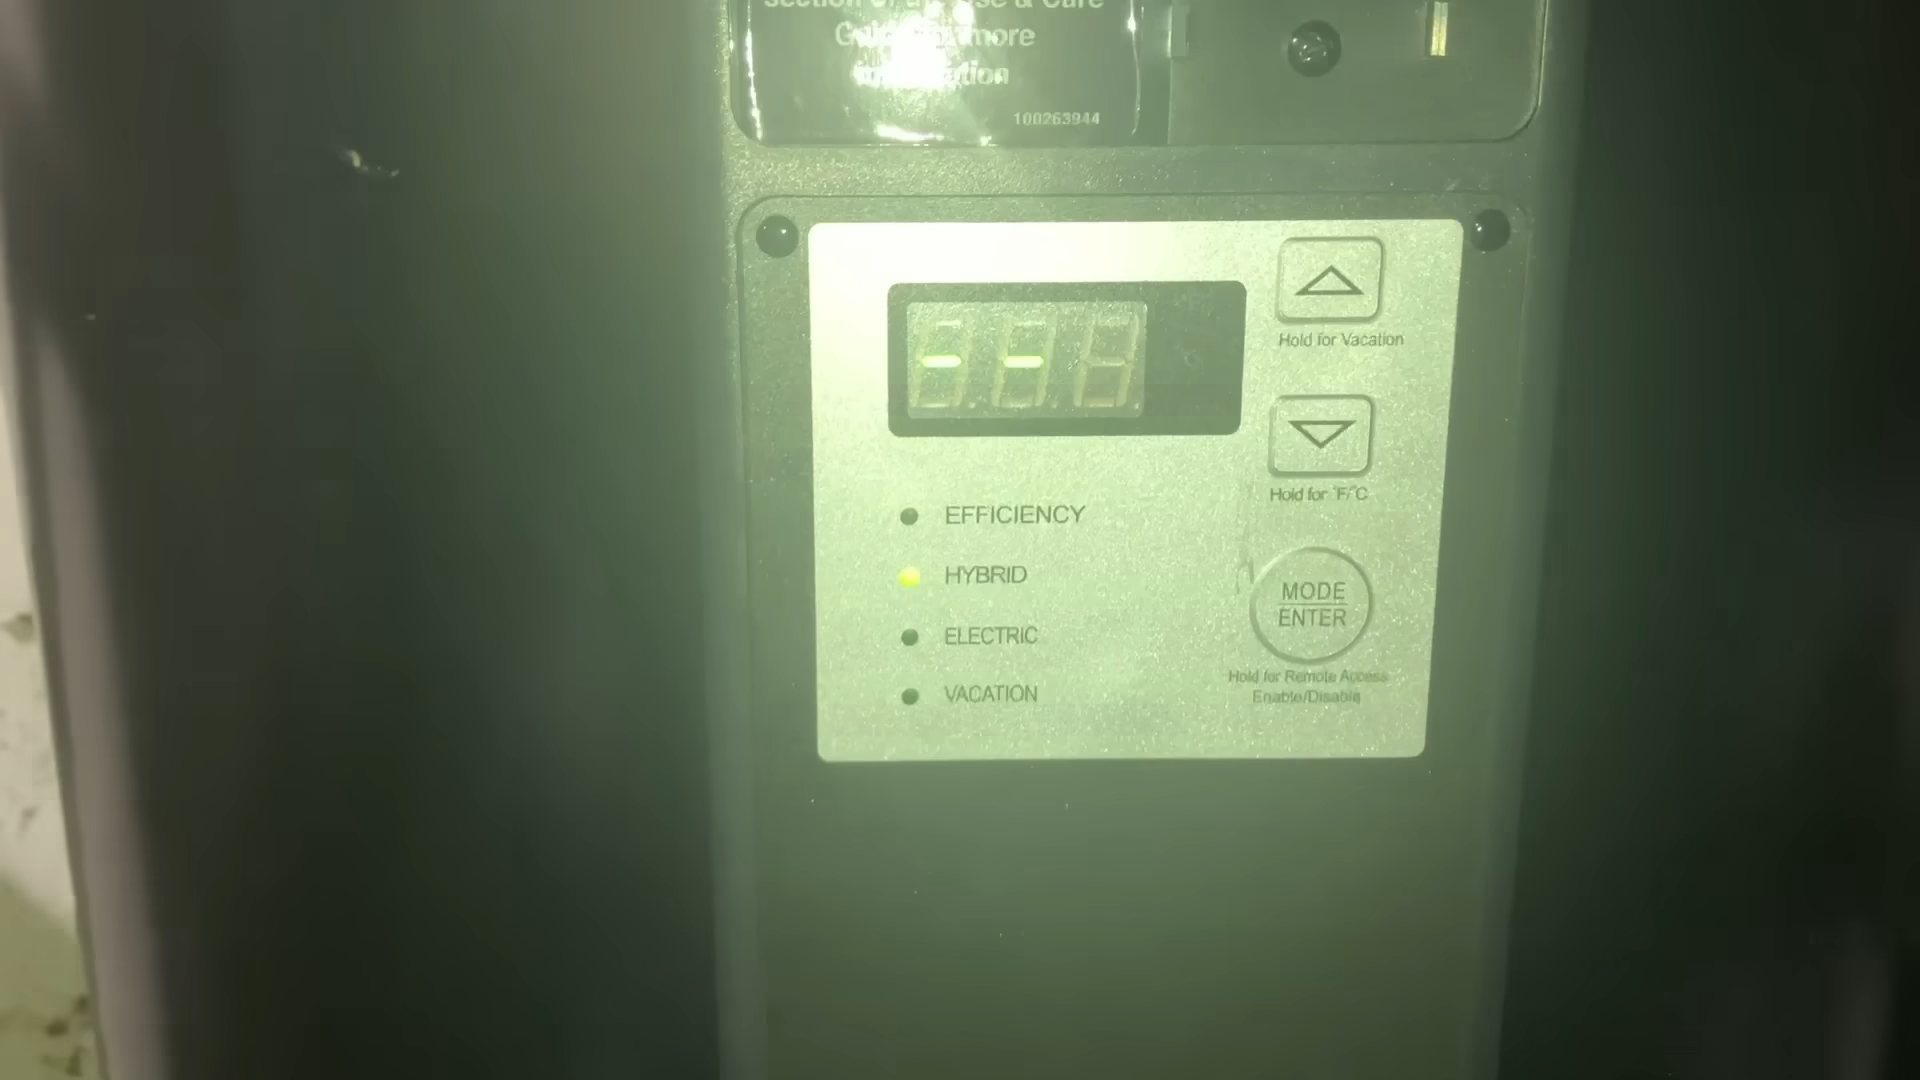 section of the Use & Care
Guide for more
information
100263944
- -
Hold for Vacation
Hold for °F/°C
EFFICIENCY
HYBRID
ELECTRIC
VACATION
MODE
ENTER
Hold for Remote Access
Enable/Disable